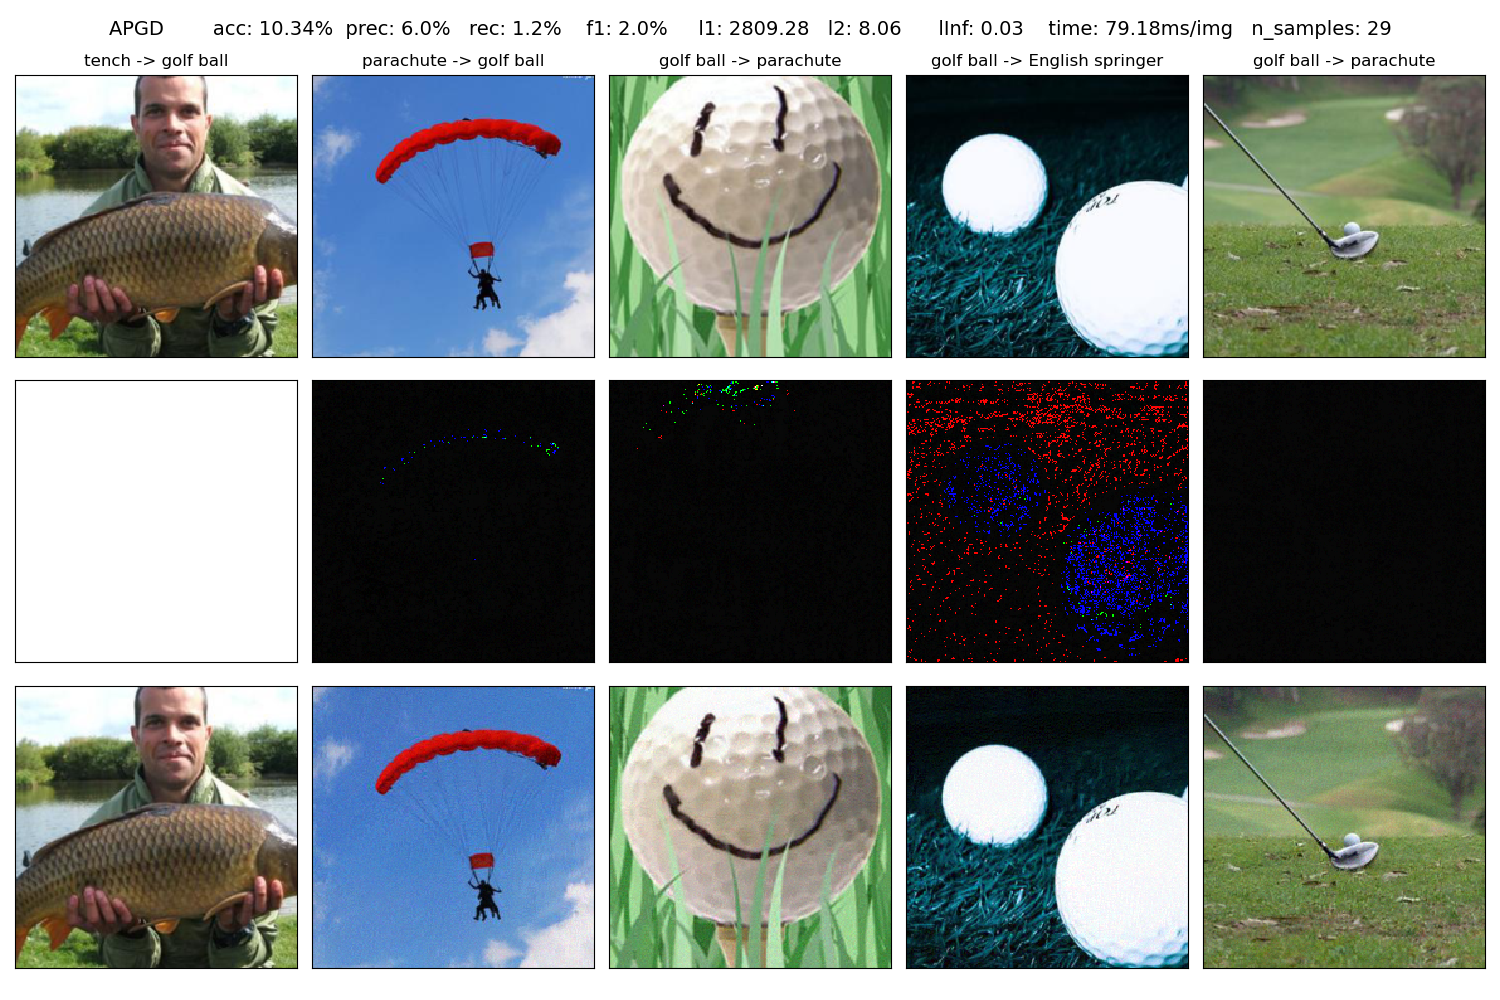 APGD acc: 10.34% prec: 6.0% rec: 1.2% f1: 2.0% l1: 2809.28 l2: 8.06 lInf: 0.03 time: 79.18ms/img n_samples: 29
tench -> golf ball
parachute -> golf ball
golf ball -> parachute
golf ball -> English springer
golf ball -> parachute